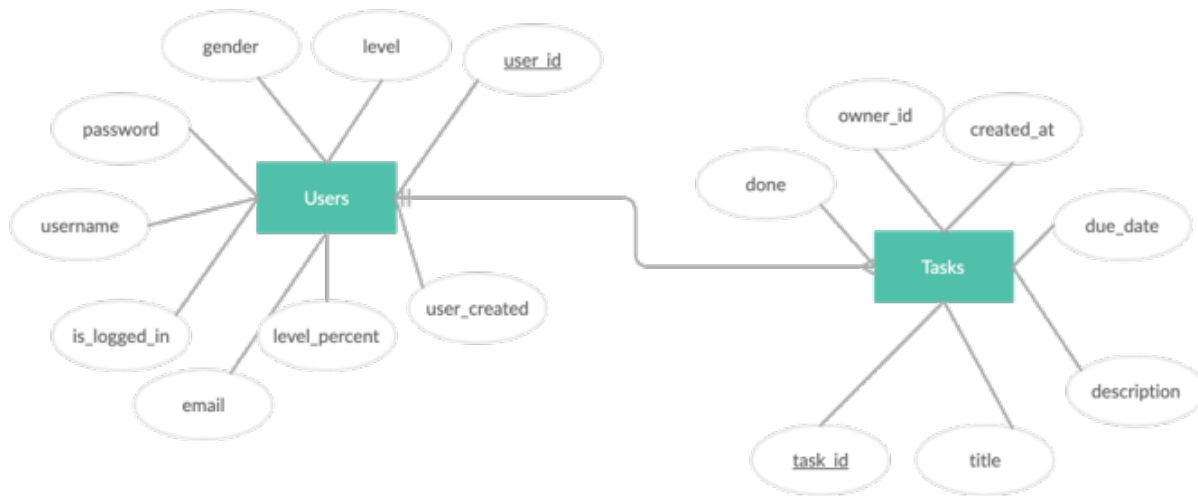 gender
level
user_id
password
owner_id
created_at
done
Users
username
due_date
Tasks
is_logged_in
level_percent
user_created
email
description
task_id
title